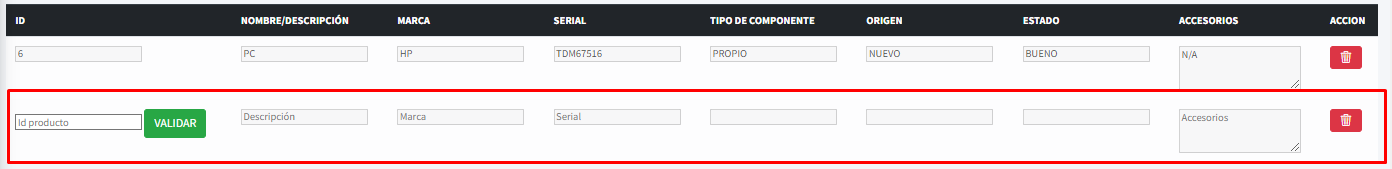 ID NOMBRE/DESCRIPCIÓN MARCA SERIAL TIPO DE COMPONENTE ORIGEN ESTADO ACCESORIOS ACCION
6 PC HP TDM67516 PROPIO NUEVO BUENO N/A
Id producto VALIDAR Descripción Marca Serial Accesorios